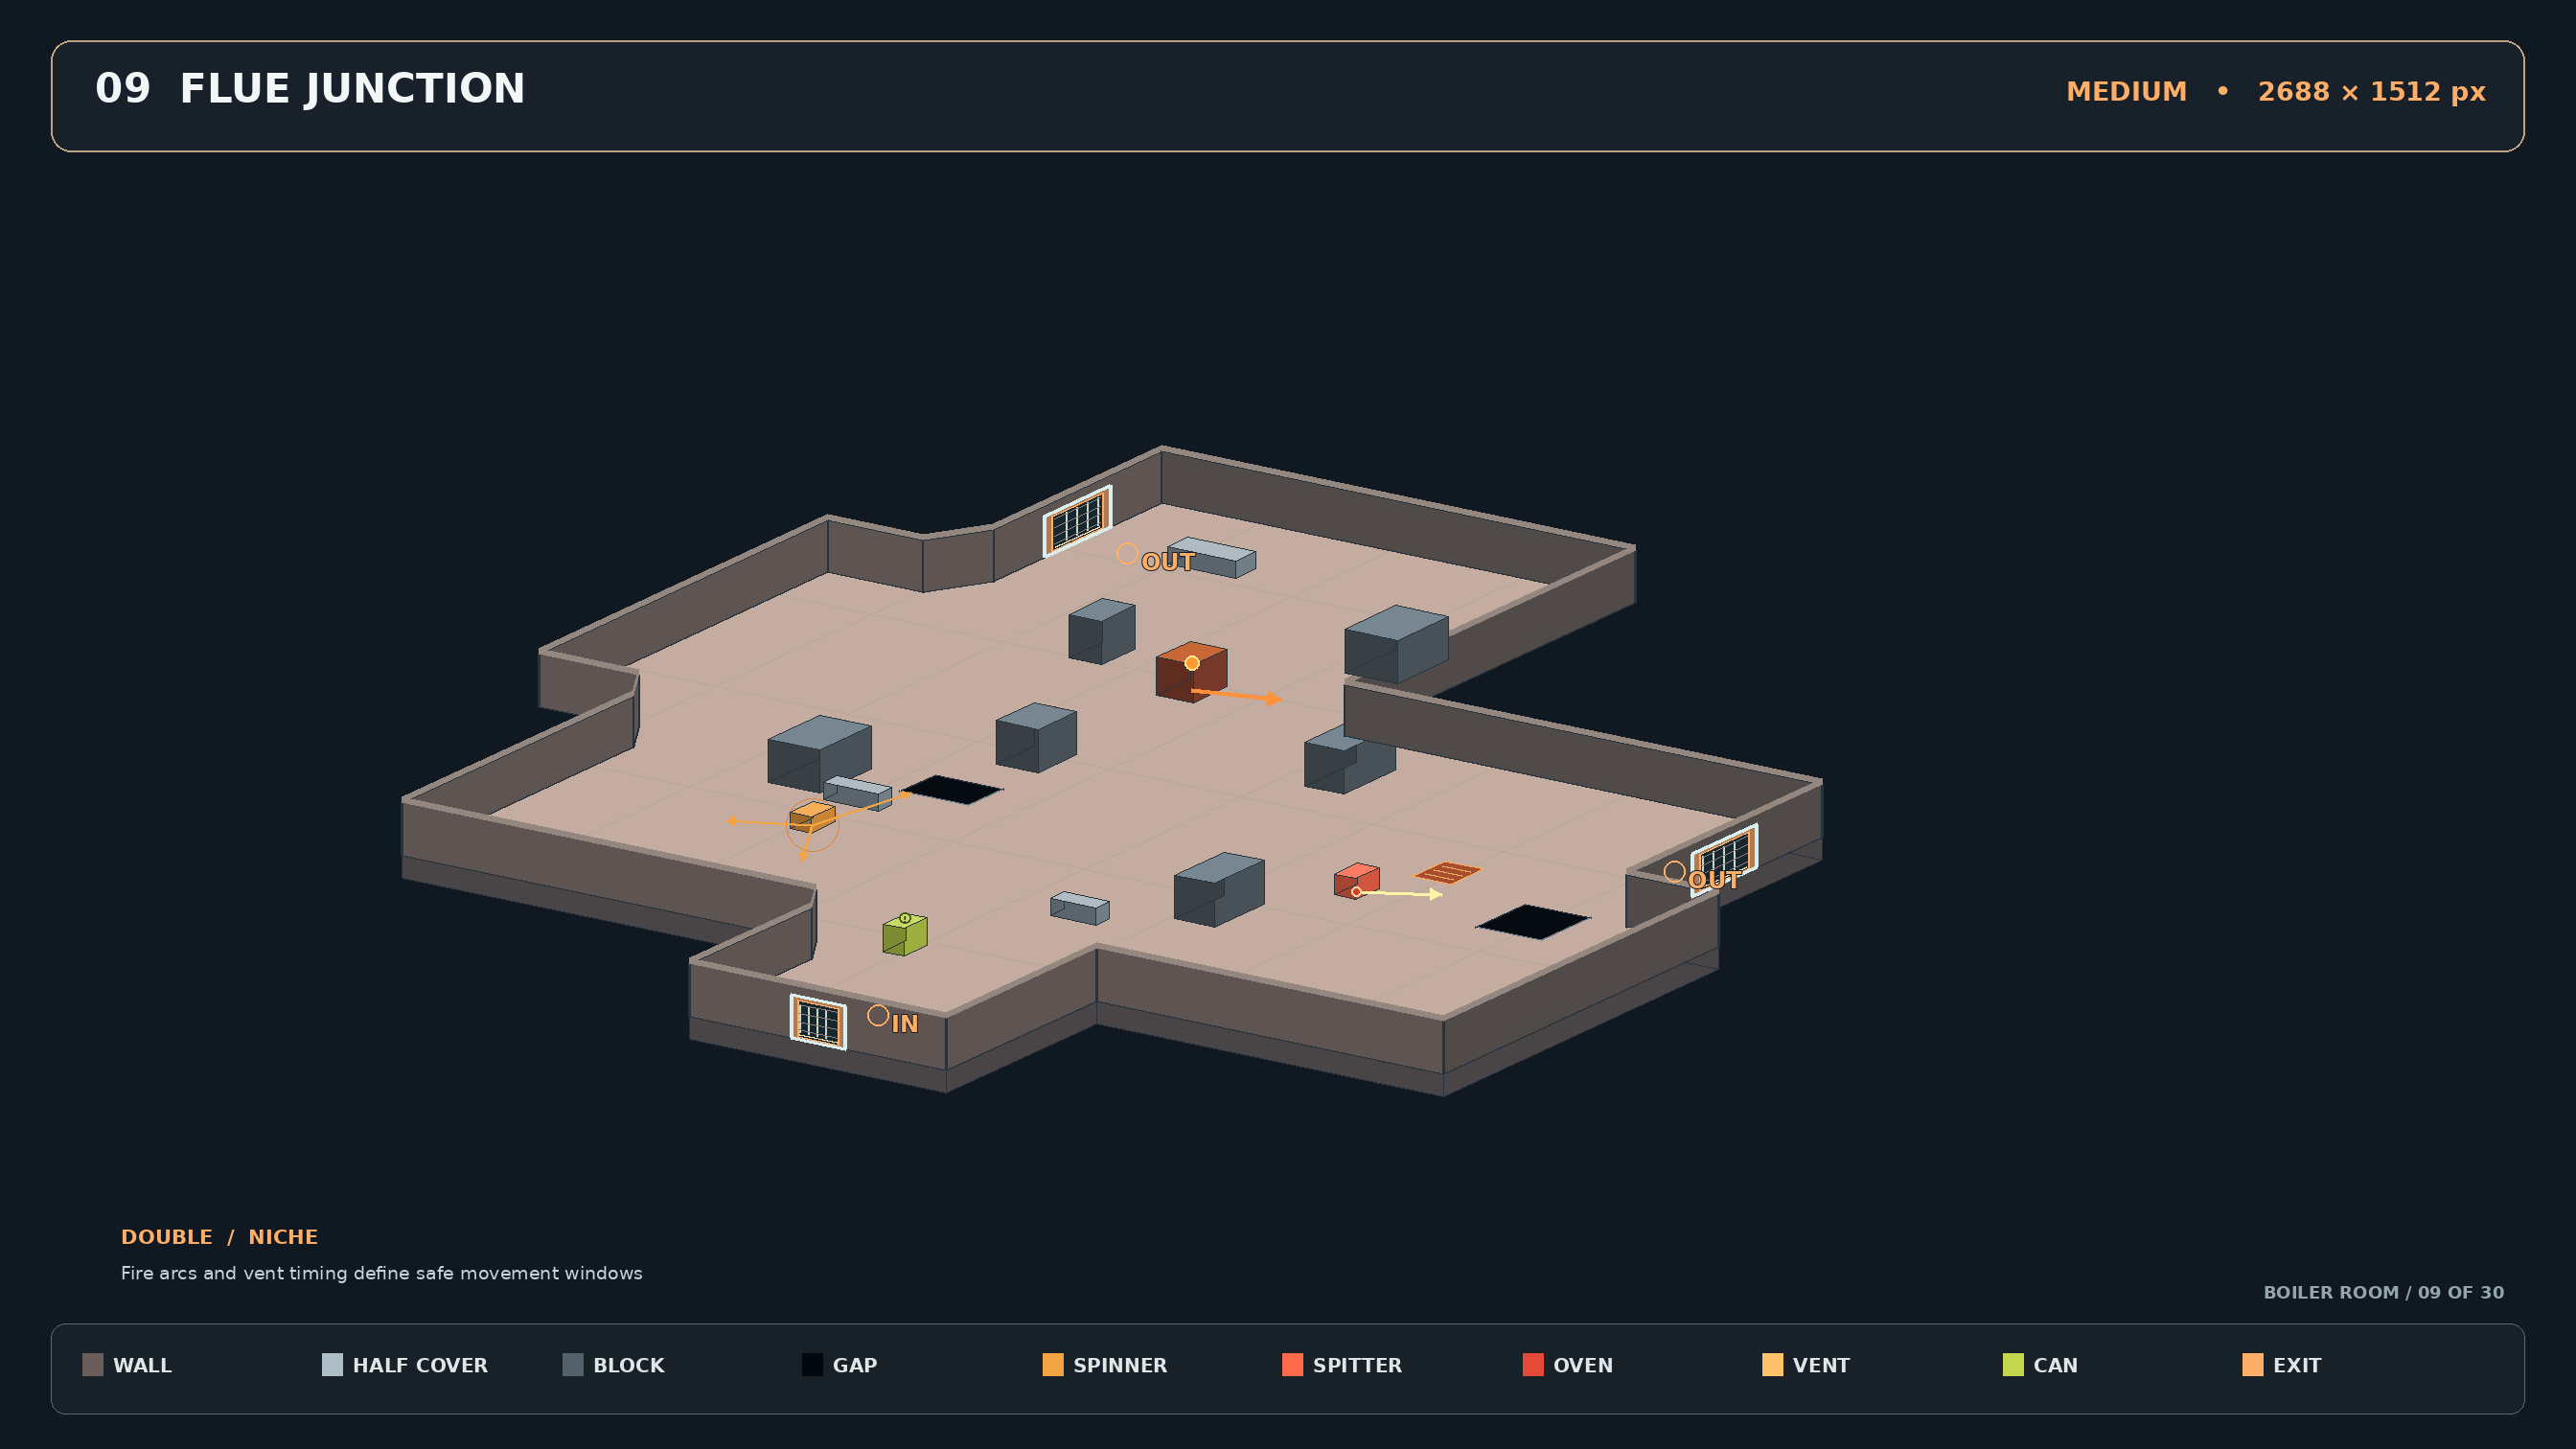 09 FLUE JUNCTION
MEDIUM • 2688 × 1512 px
OUT
OUT
IN
DOUBLE / NICHE
Fire arcs and vent timing define safe movement windows
BOILER ROOM / 09 OF 30
WALL
HALF COVER
BLOCK
GAP
SPINNER
SPITTER
OVEN
VENT
CAN
EXIT